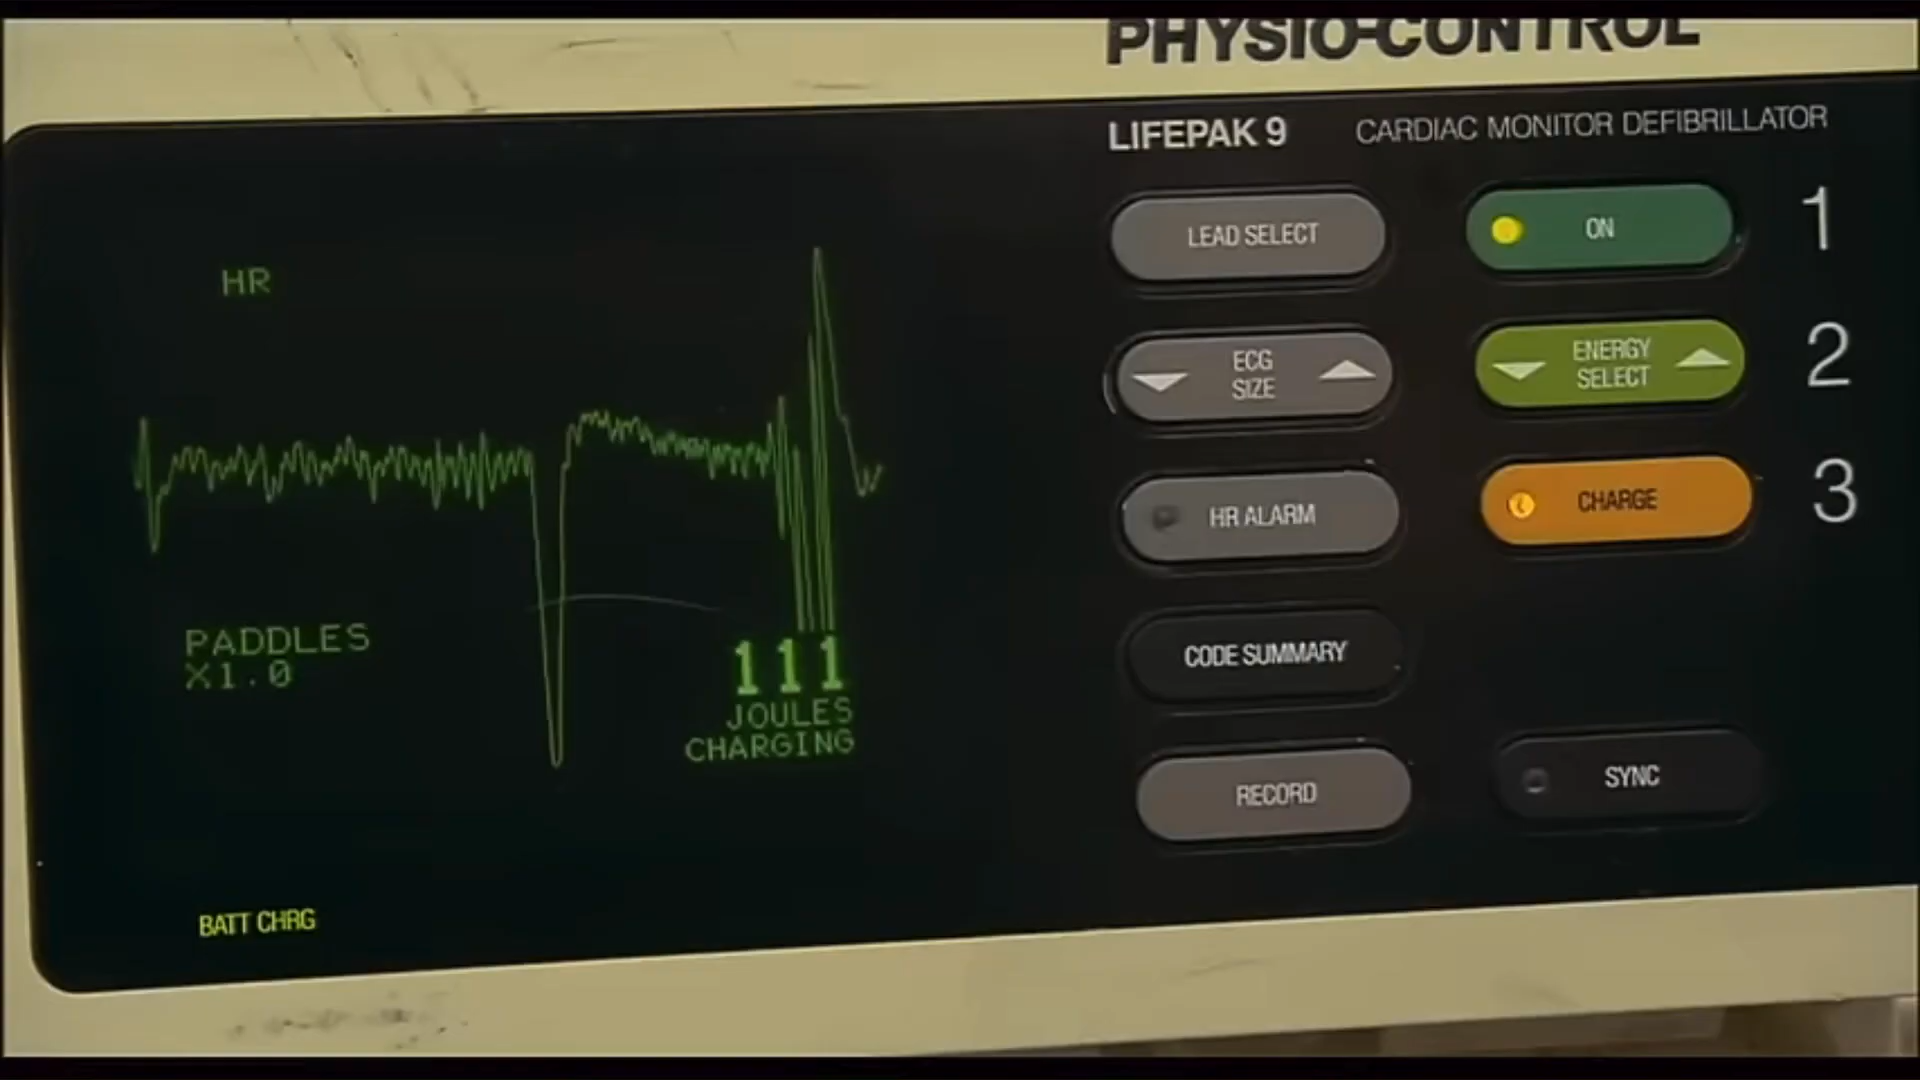 PHYSIO-CONTROL
LIFEPAK 9 CARDIAC MONITOR DEFIBRILLATOR
LEAD SELECT
ON
1
HR
ECG
SIZE
ENERGY
SELECT
2
HR ALARM
CHARGE
3
PADDLES
X1.0
111
JOULES
CHARGING
CODE SUMMARY
RECORD
SYNC
BATT CHRG